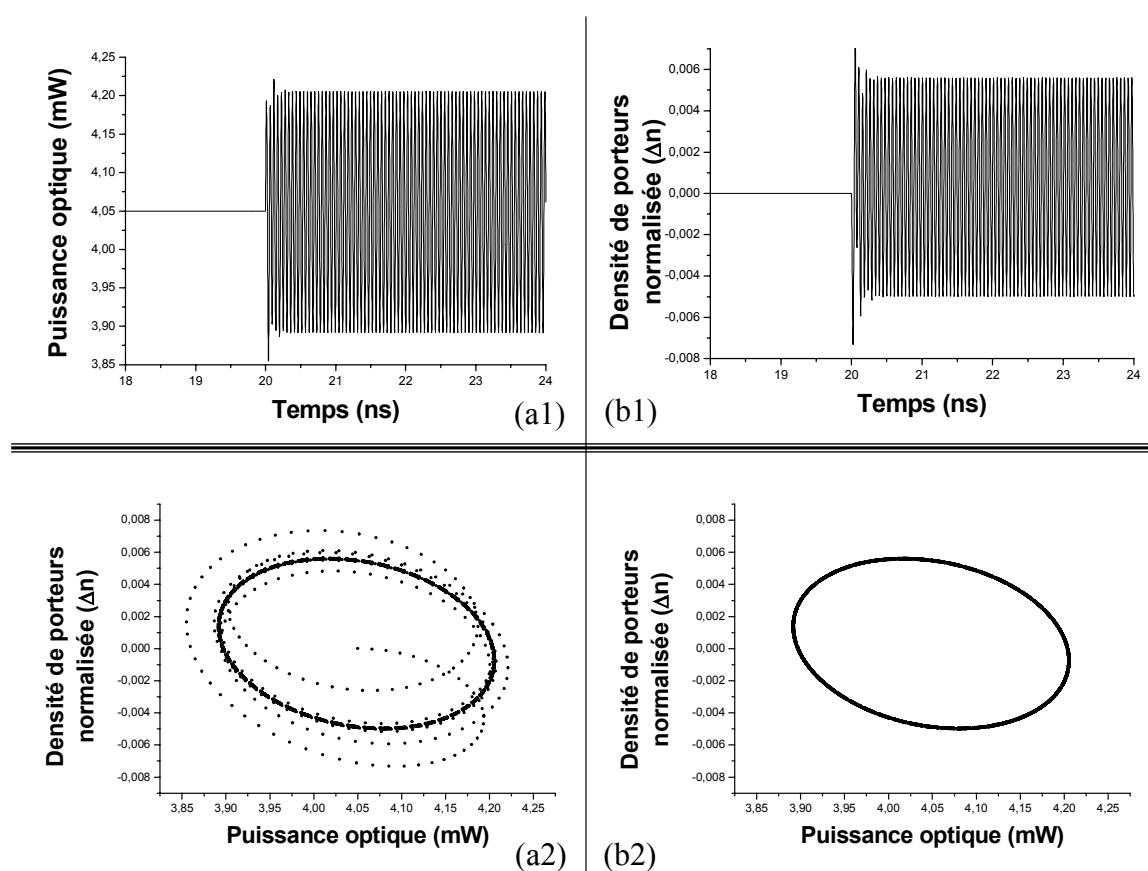 4,25
4,20
4,15
4,10
4,05
4,00
3,95
3,90
3,85
Puissance optique (mW)
18 19 20 21 22 23 24
Temps (ns)
(a1)
0,006
0,004
0,002
0,000
-0,002
-0,004
-0,006
-0,008
Densité de porteurs
normalisée (Δn)
18 19 20 21 22 23 24
Temps (ns)
(b1)
0,008
0,006
0,004
0,002
0,000
-0,002
-0,004
-0,006
-0,008
Densité de porteurs
normalisée (Δn)
3,85 3,90 3,95 4,00 4,05 4,10 4,15 4,20 4,25
Puissance optique (mW)
(a2)
0,008
0,006
0,004
0,002
0,000
-0,002
-0,004
-0,006
-0,008
Densité de porteurs
normalisée (Δn)
3,85 3,90 3,95 4,00 4,05 4,10 4,15 4,20 4,25
Puissance optique (mW)
(b2)